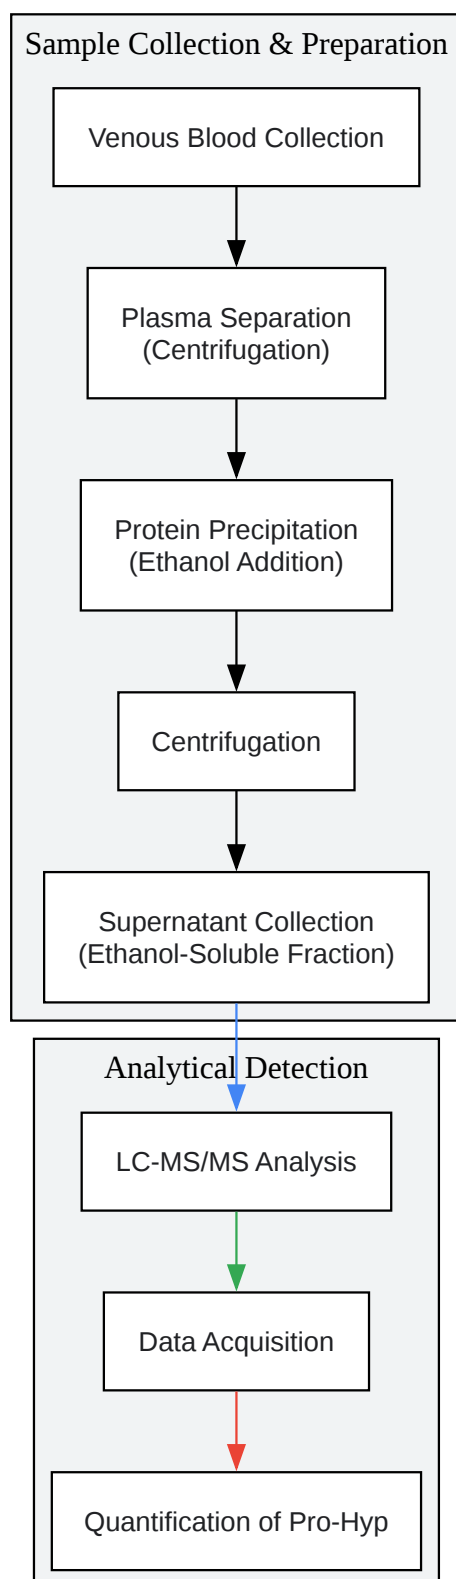 Sample Collection & Preparation
Venous Blood Collection
Plasma Separation
(Centrifugation)
Protein Precipitation
(Ethanol Addition)
Centrifugation
Supernatant Collection
(Ethanol-Soluble Fraction)
Analytical Detection
LC-MS/MS Analysis
Data Acquisition
Quantification of Pro-Hyp